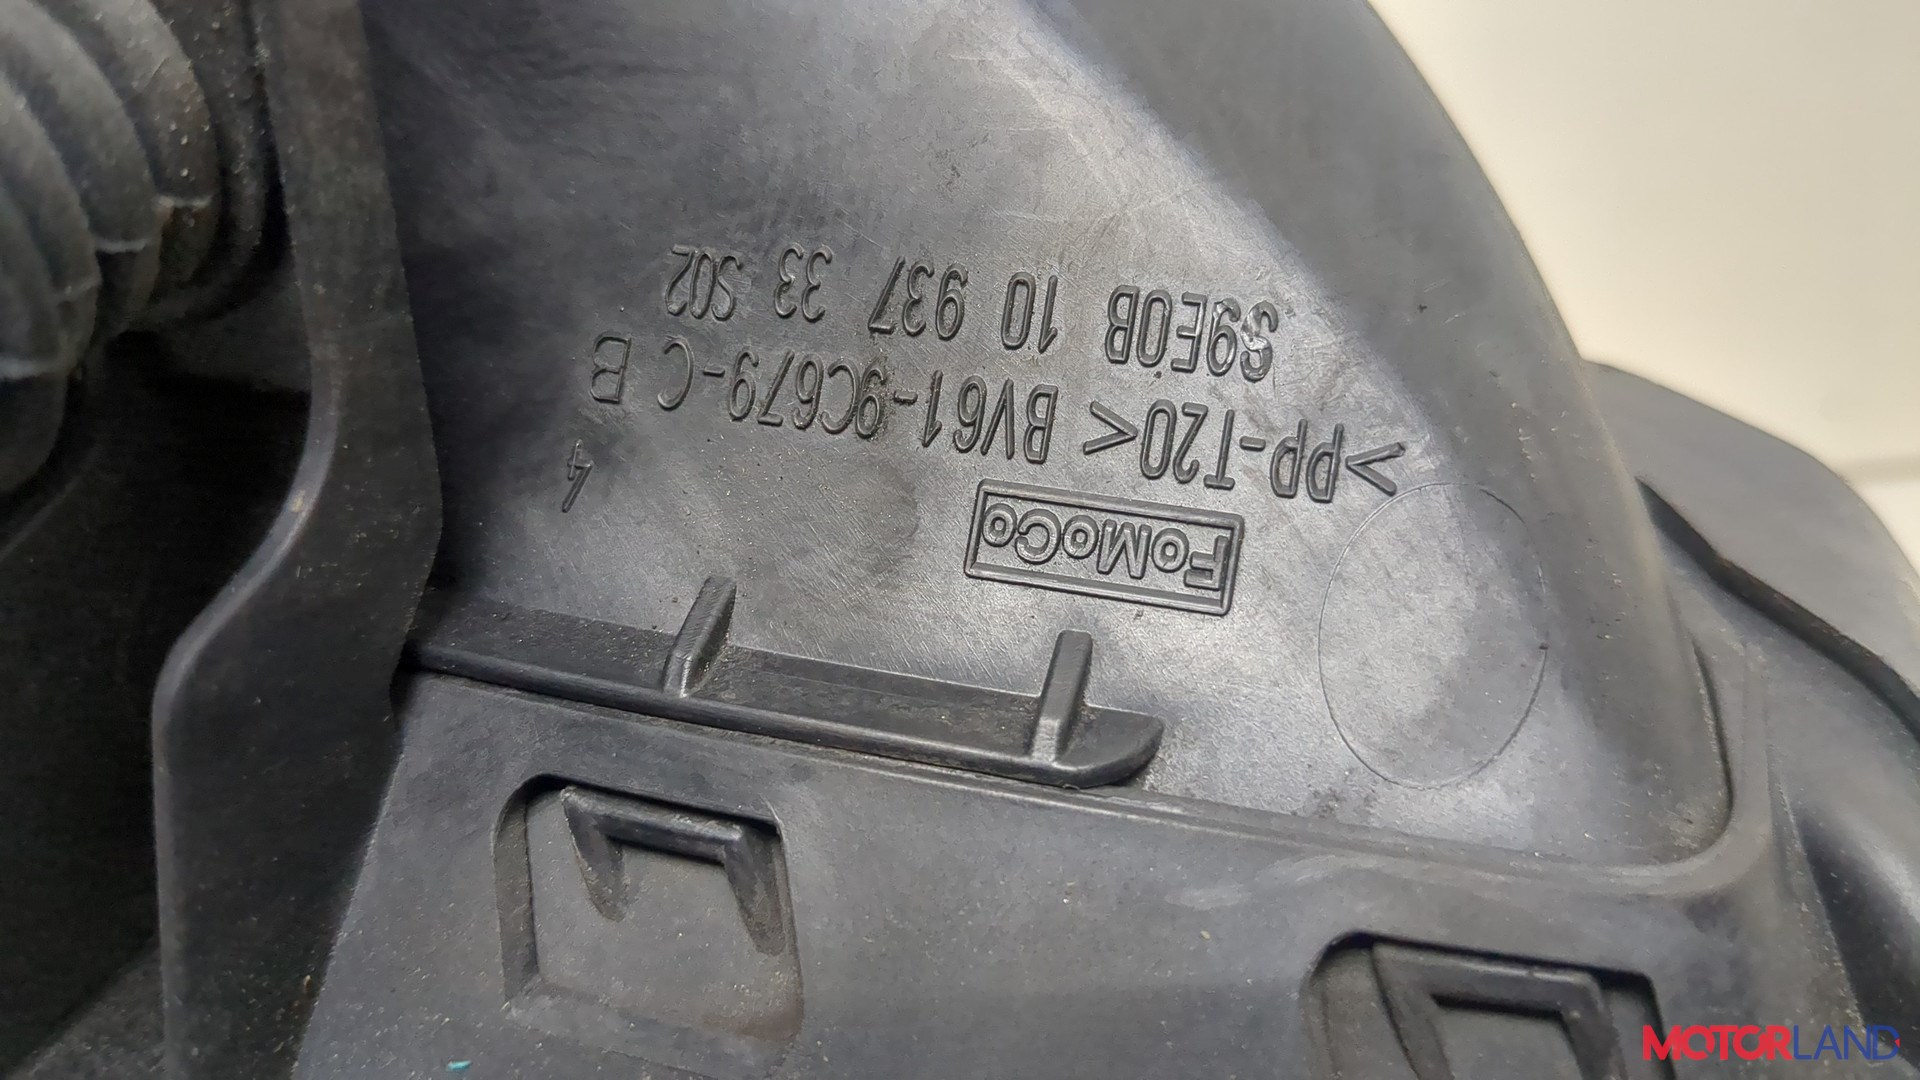 4
FoMoCo
>PP-T20< BV61-9C679-C B
S9E0B 10 937 33 S02
MOTORLAND